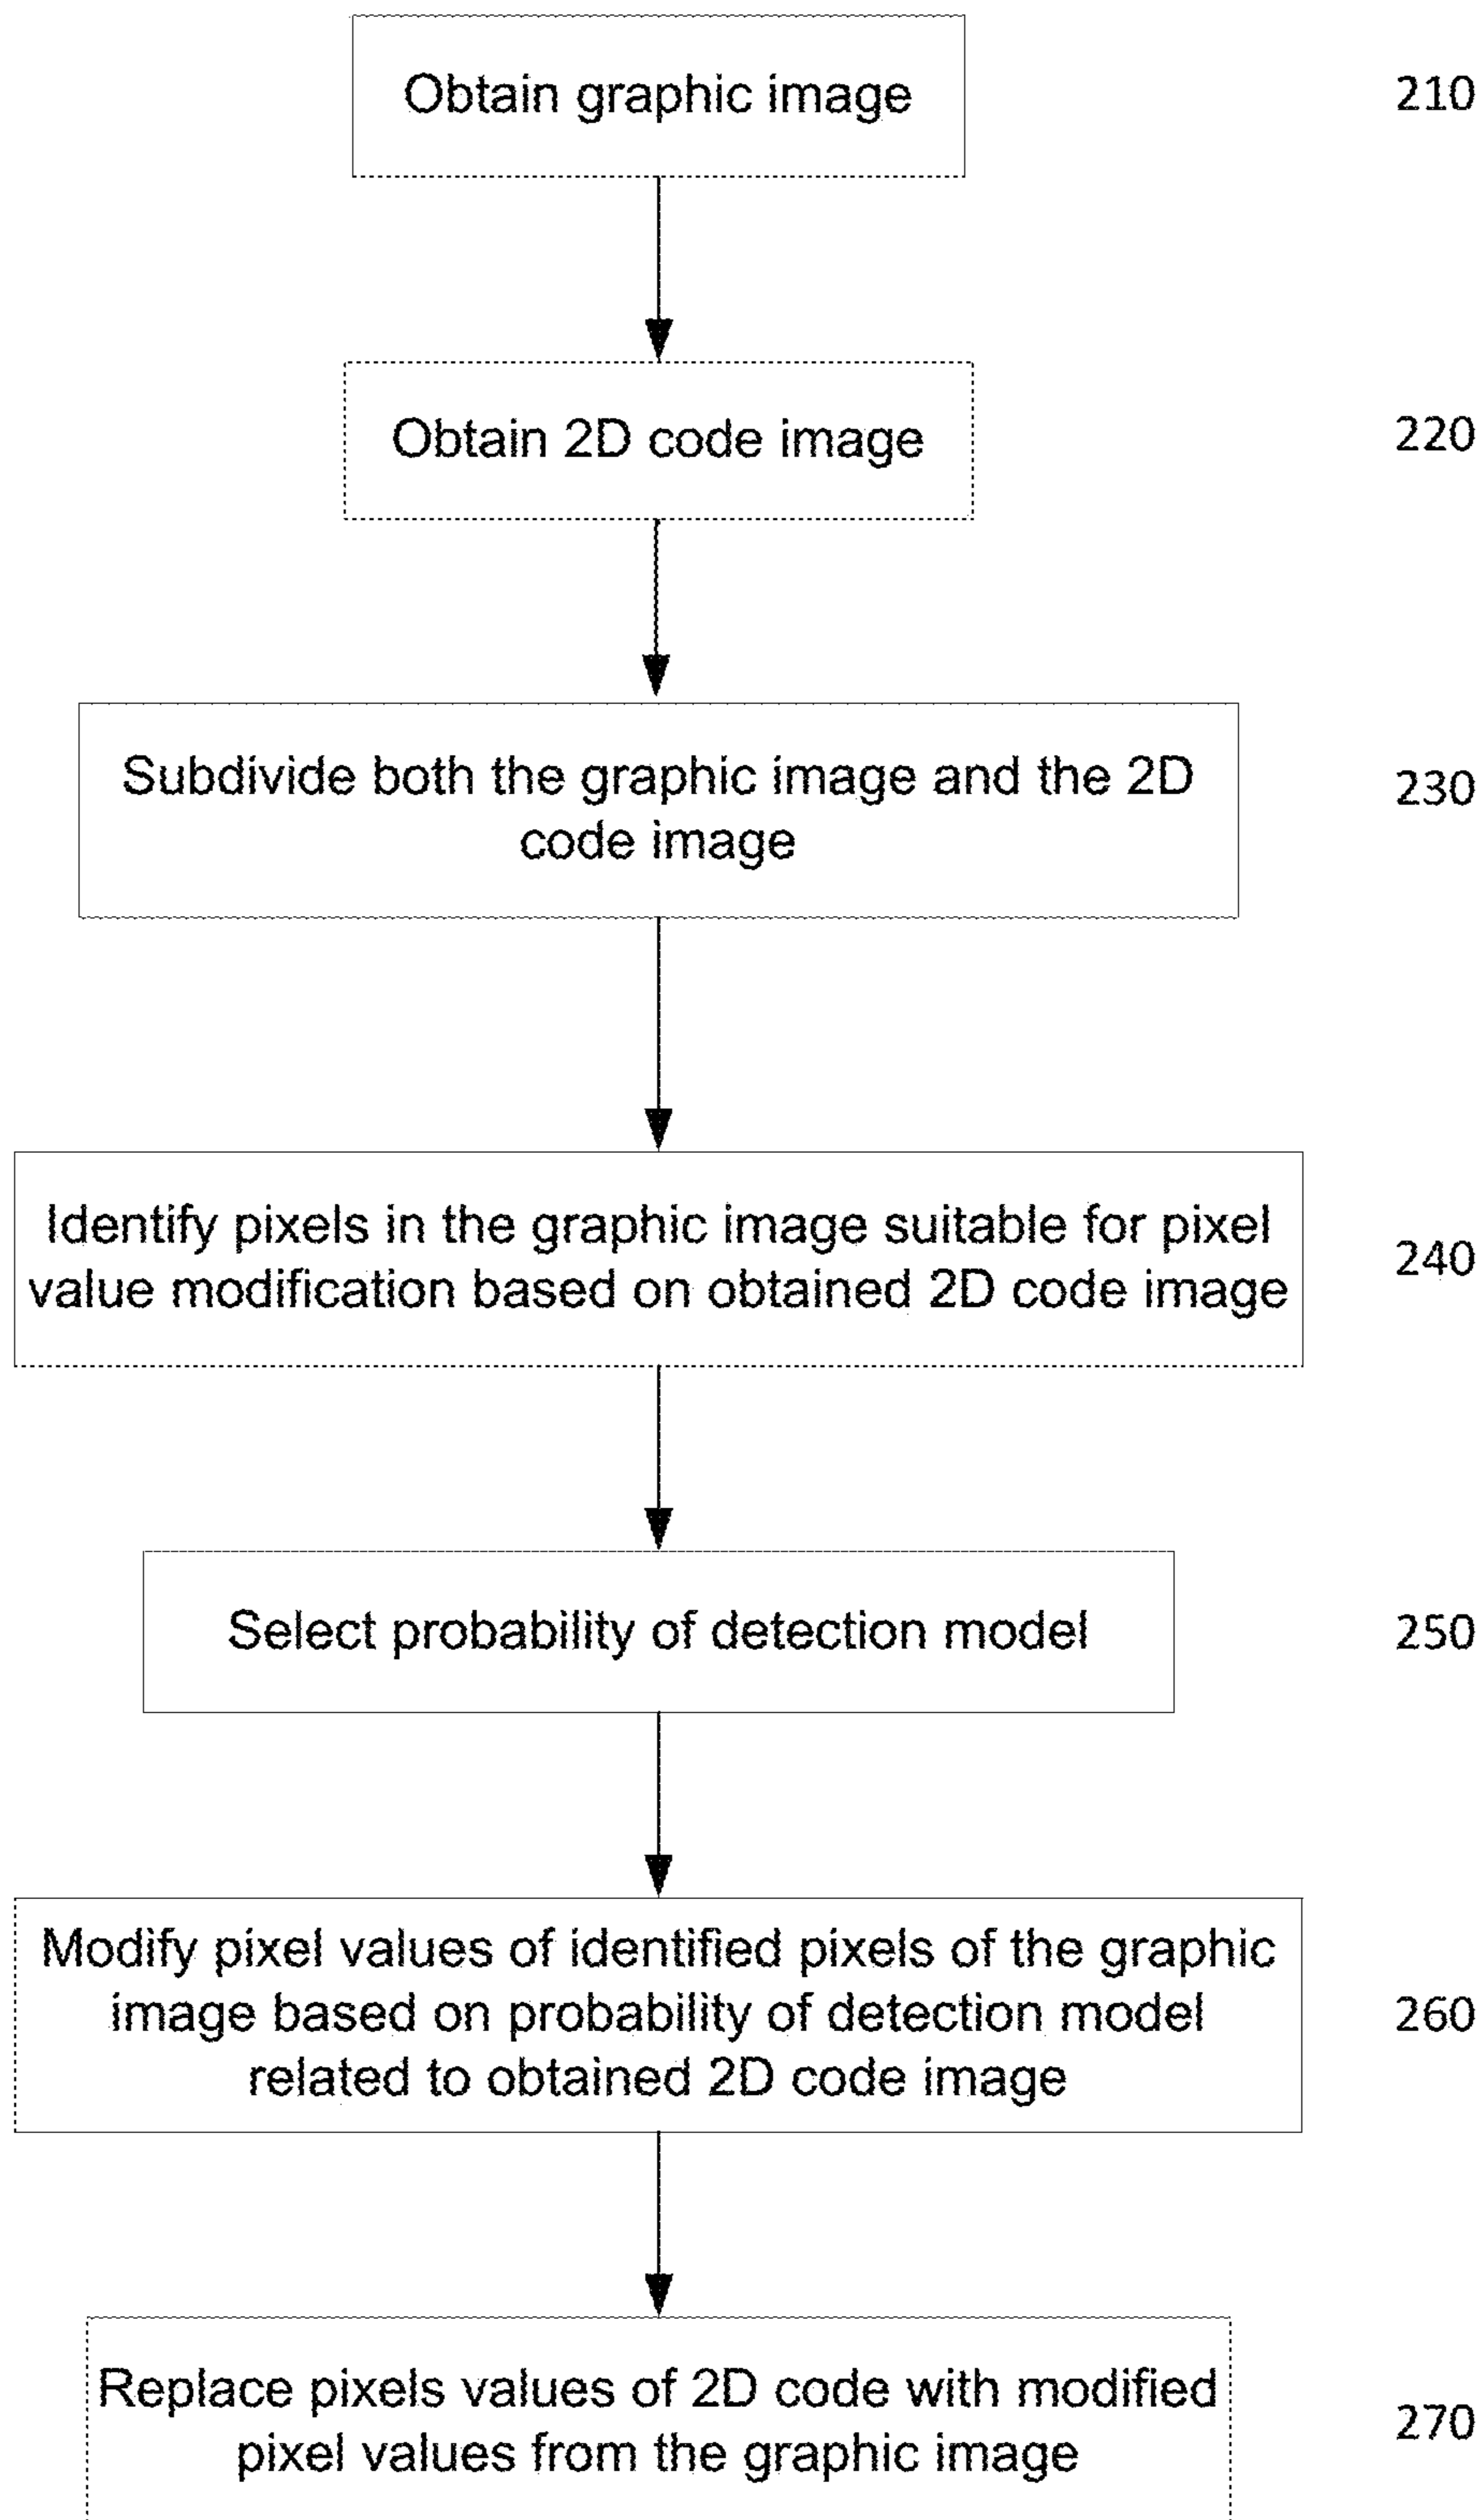 Obtain graphic image
210
Obtain 2D code image
220
Subdivide both the graphic image and the 2D
code image
230
Identify pixels in the graphic image suitable for pixel
value modification based on obtained 2D code image
240
Select probability of detection model
250
Modify pixel values of identified pixels of the graphic
image based on probability of detection model
related to obtained 2D code image
260
Replace pixels values of 2D code with modified
pixel values from the graphic image
270